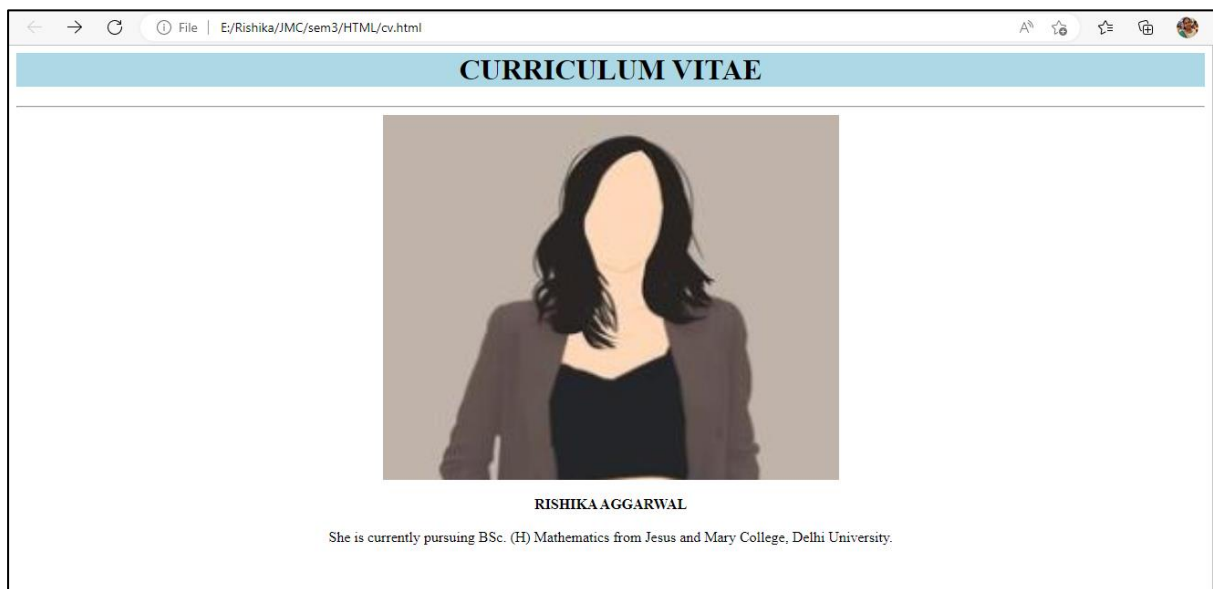 File | E:/Rishika/JMC/sem3/HTML/cv.html
CURRICULUM VITAE
RISHIKA AGGARWAL
She is currently pursuing BSc. (H) Mathematics from Jesus and Mary College, Delhi University.